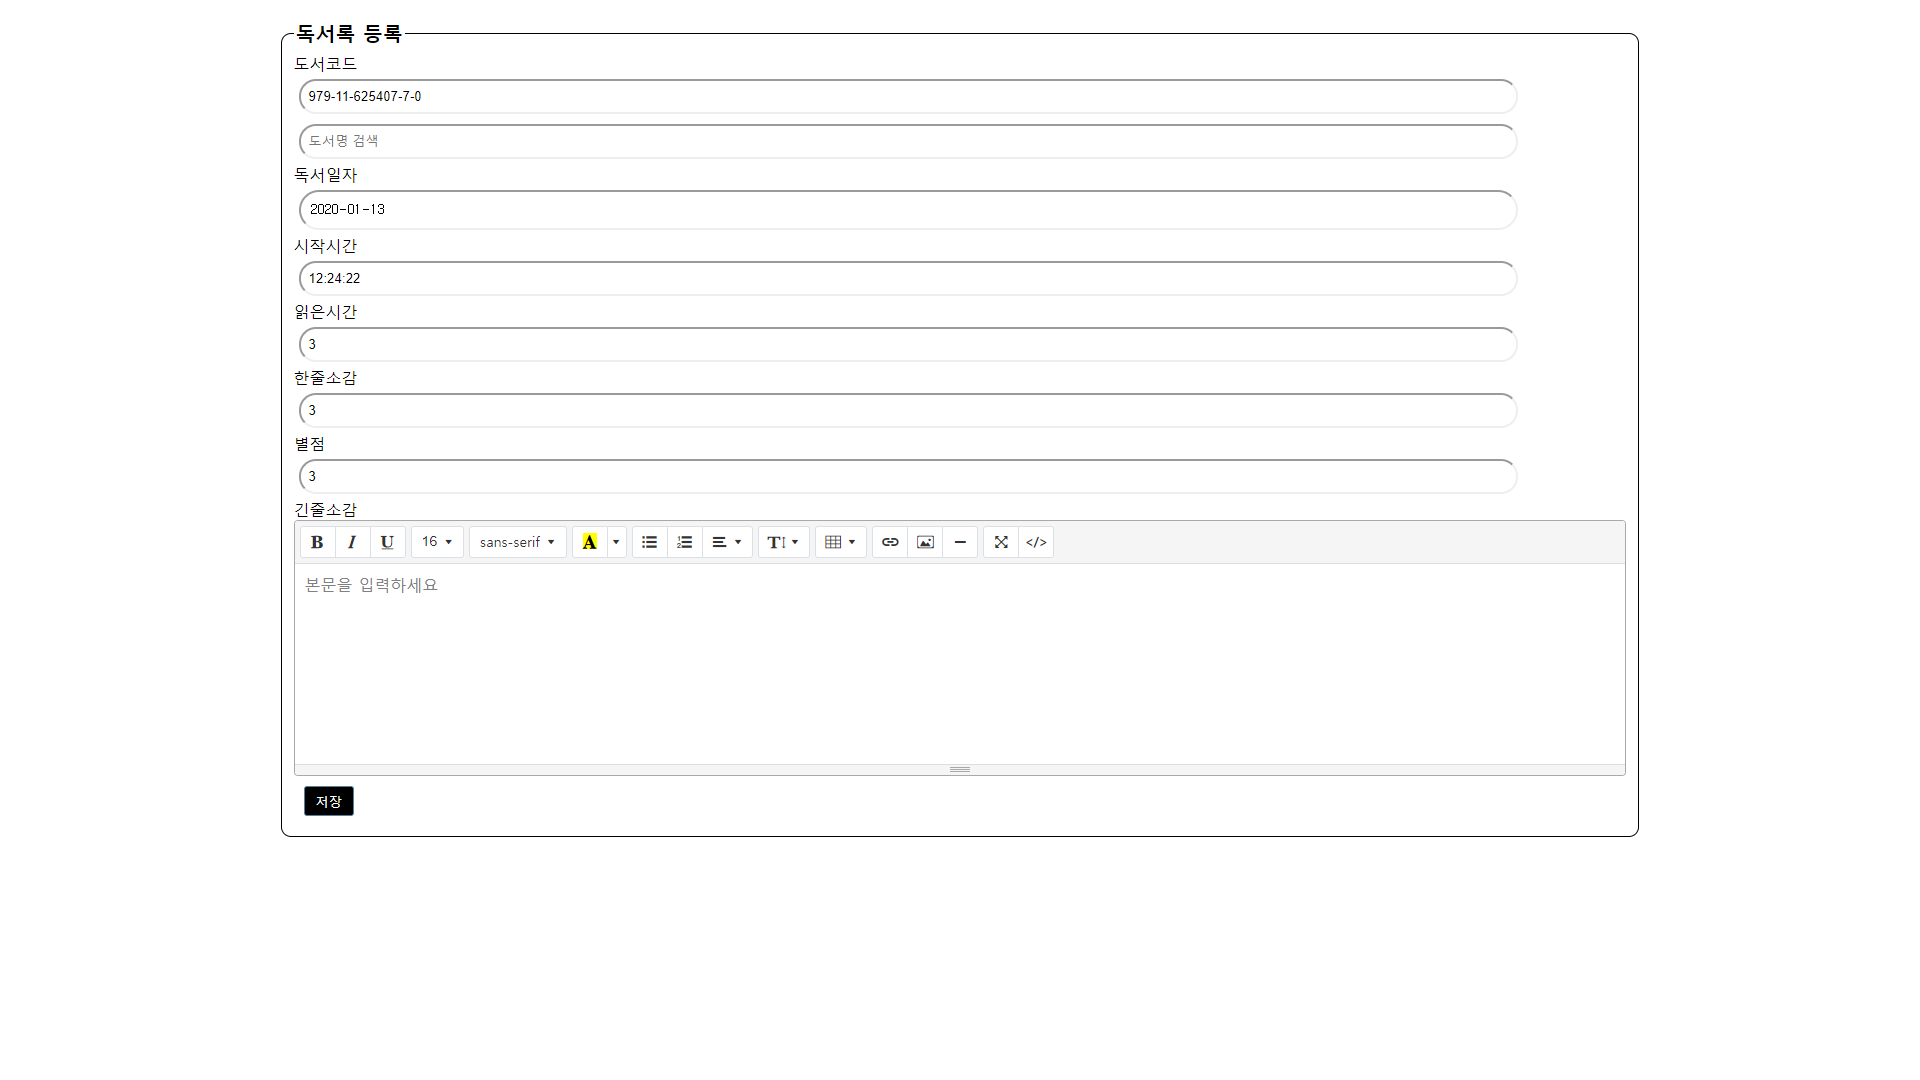 독서록 등록
도서코드
979-11-625407-7-0
도서명 검색
독서일자
2020-01-13
시작시간
12:24:22
읽은시간
3
한줄소감
3
별점
3
긴줄소감
B I U 16 sans-serif A T </>
본문을 입력하세요
저장